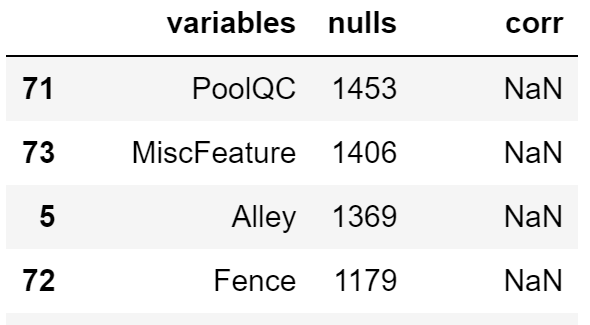 variables nulls corr
71 PoolQC 1453 NaN
73 MiscFeature 1406 NaN
5 Alley 1369 NaN
72 Fence 1179 NaN